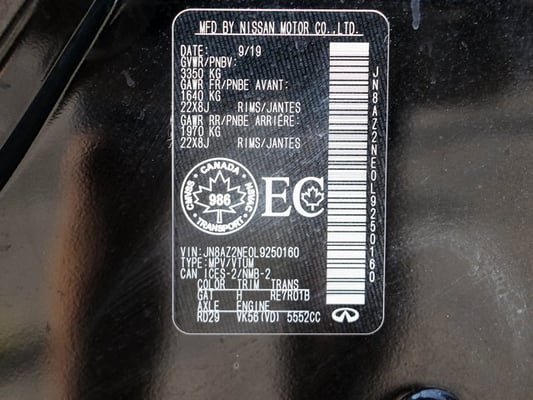 MFD BY NISSAN MOTOR CO.,LTD.
DATE: 9/19
GVWR/PNBV:
3350 KG
GAWR FR/PNBE AVANT:
1640 KG
22X8J RIMS/JANTES
GAWR RR/PNBE ARRIÈRE:
1970 KG
22X8J RIMS/JANTES
CANADA
CMVSS NSVAC
986
TRANSPORT
EC
VIN:JN8AZ2NE0L9250160
TYPE:MPV/VTUM
CAN ICES-2/NMB-2
COLOR TRIM TRANS
GAT H RE7R01B
AXLE ENGINE
RD29 VK56(VD) 5552CC
JN8AZ2NE0L9250160